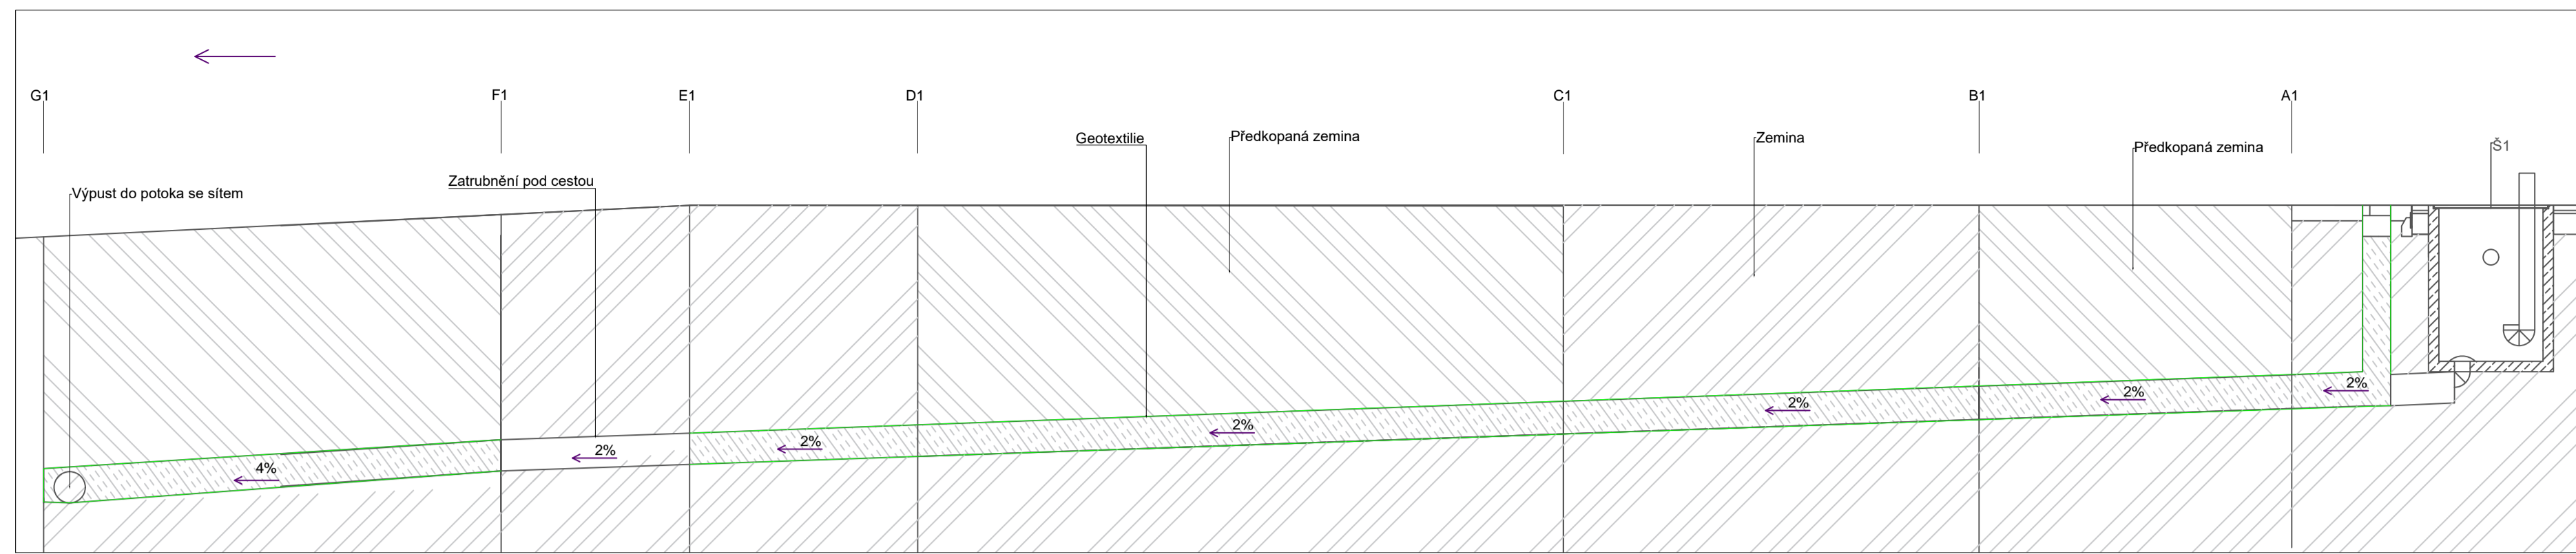 G1
F1
E1
D1
C1
B1
A1
Geotextilie
Předkopaná zemina
Zemina
Předkopaná zemina
Š1
Zatrubnění pod cestou
Výpust do potoka se sítem
4%
2%
2%
2%
2%
2%
2%